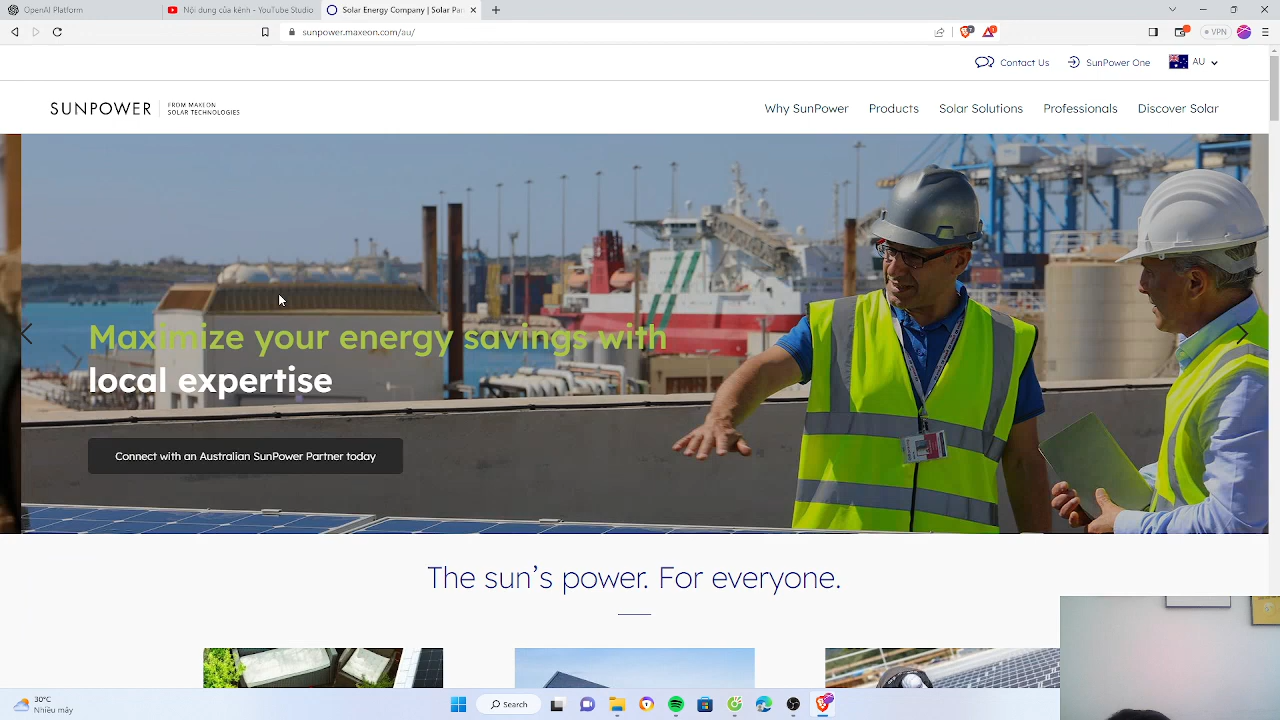 OpenAI Platform
Nội dung của kênh - YouTube Studio
Solar Energy Company | Solar Pan
sunpower.maxeon.com/au/
VPN
Contact Us
SunPower One
AU
SUNPOWER
FROM MAXEON
SOLAR TECHNOLOGIES
Why SunPower
Products
Solar Solutions
Professionals
Discover Solar
Maximize your energy savings with
local expertise
Connect with an Australian SunPower Partner today
The sun’s power. For everyone.
30°C
Nhiều mây
Search